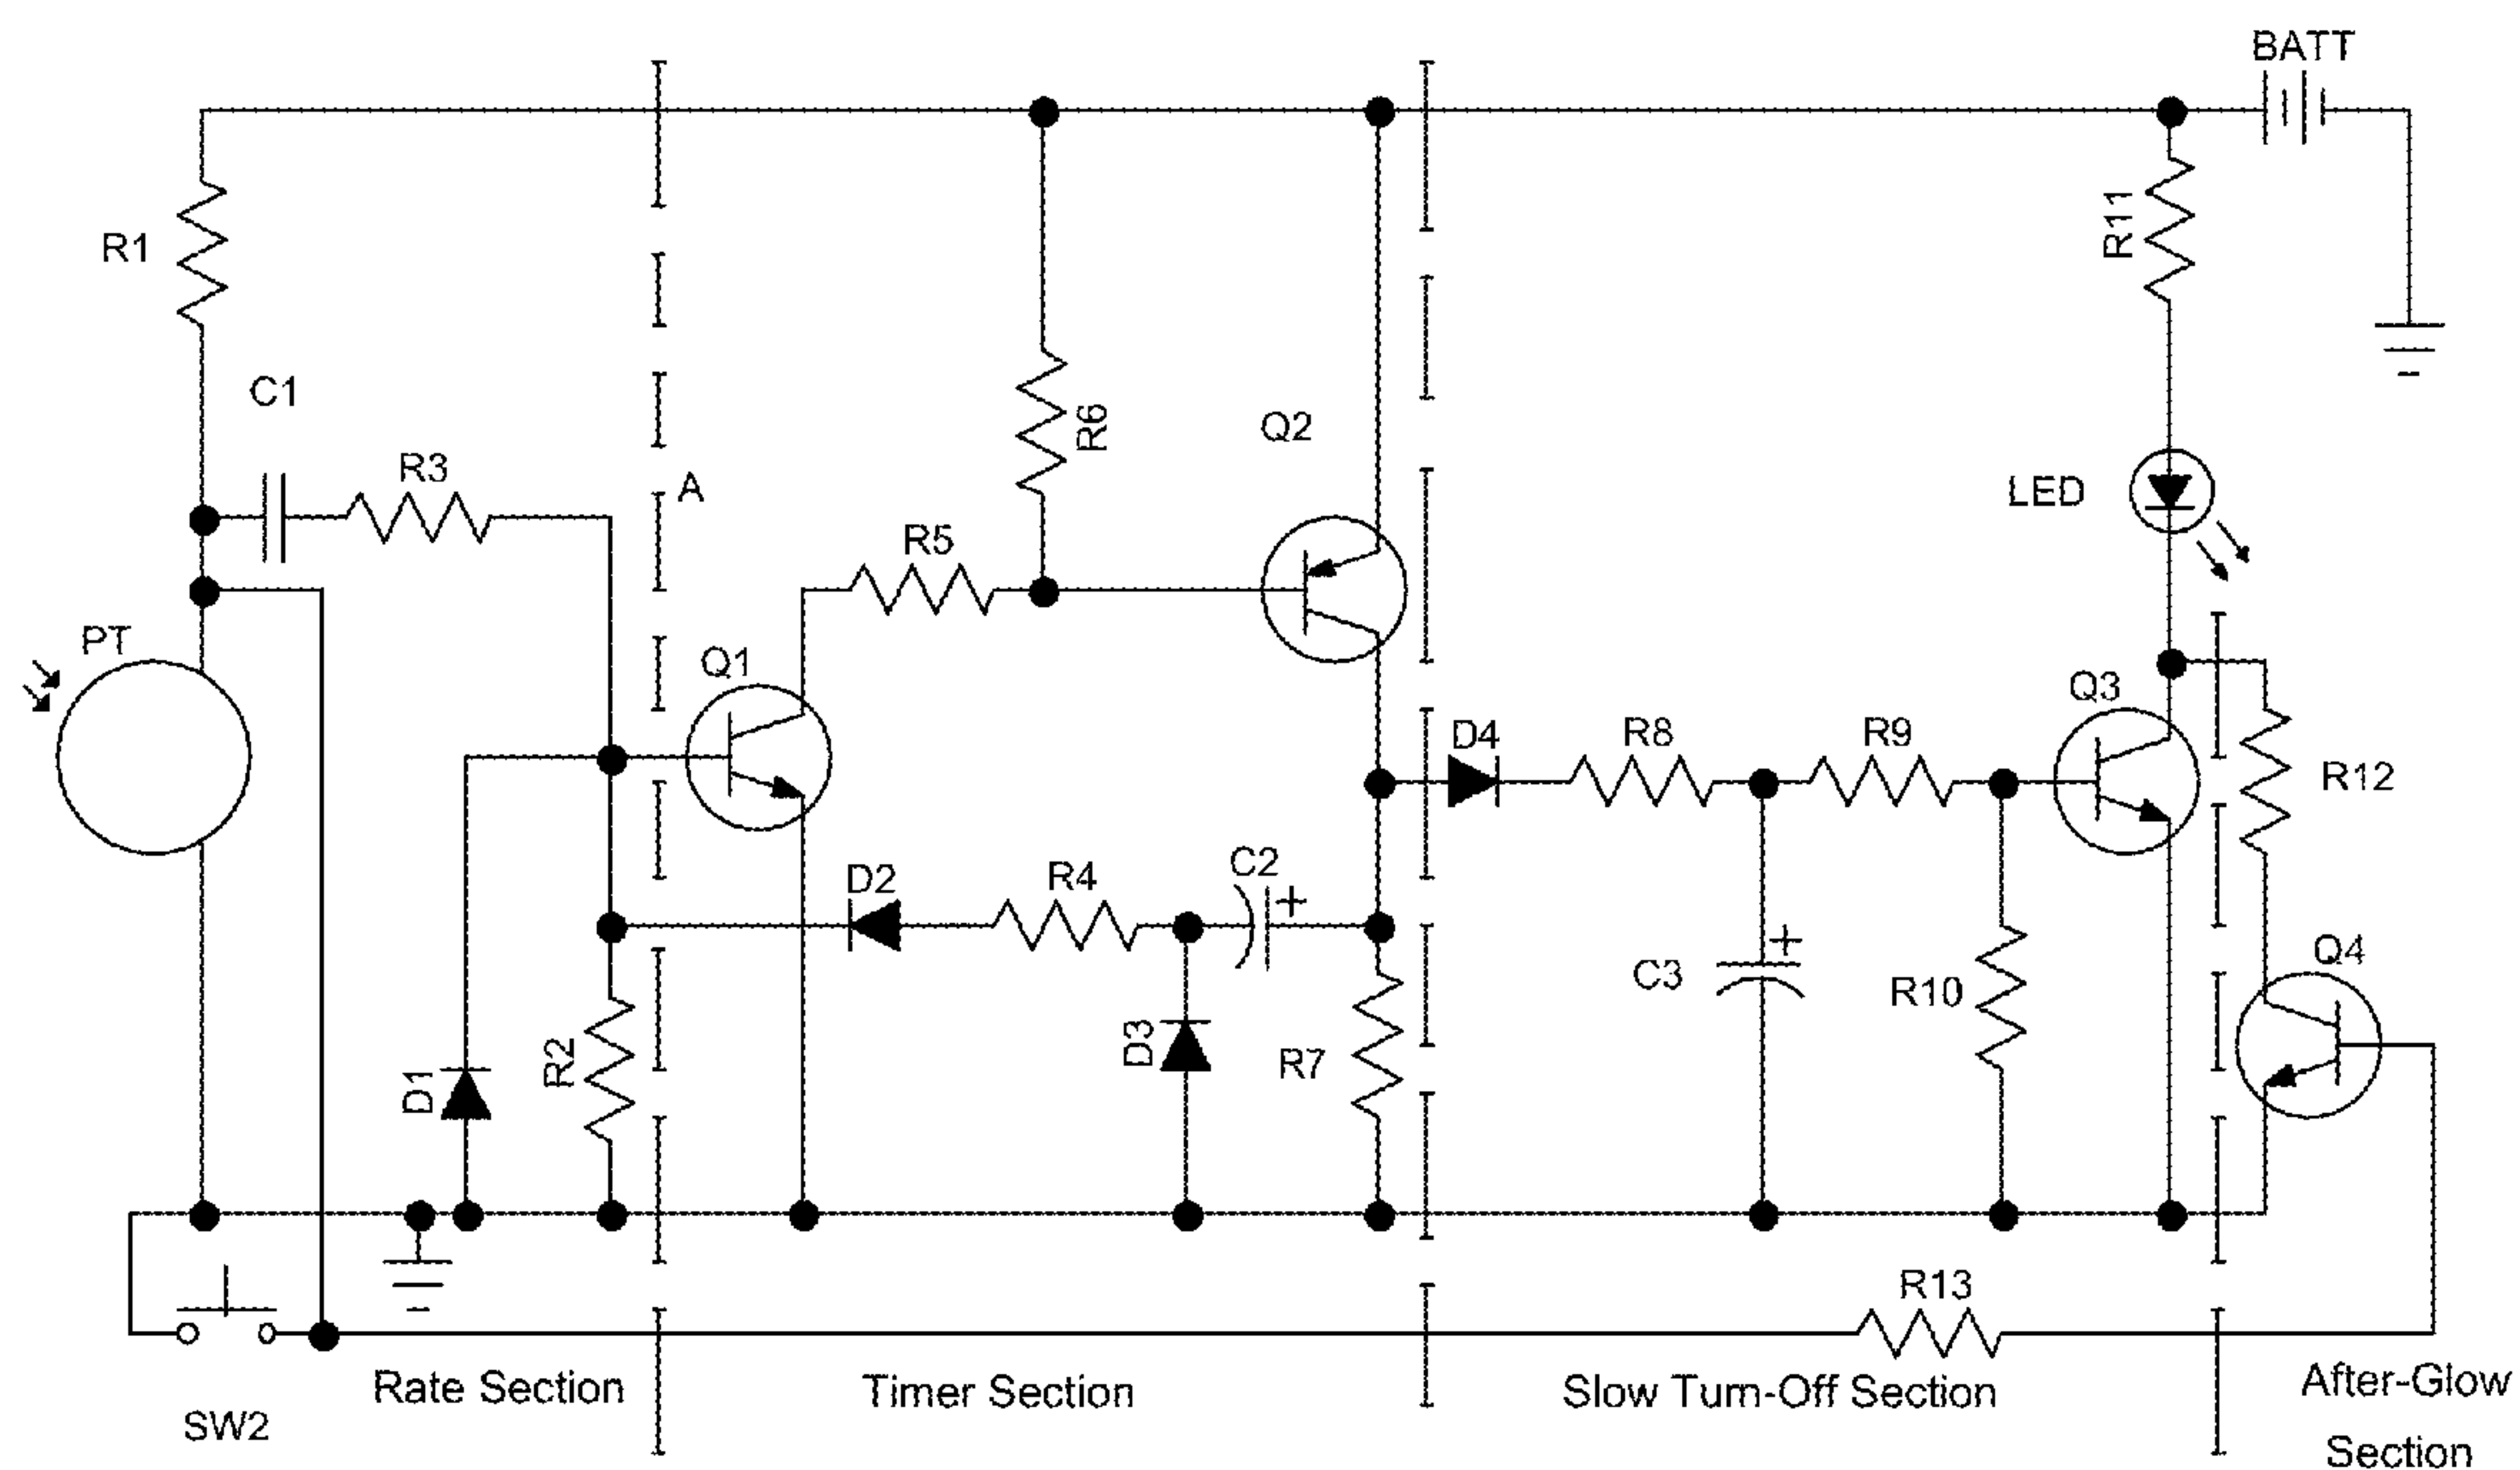 BATT
R1
R11
C1
R6
Q2
R3
A
LED
R5
PT
Q1
Q3
D4
R8
R9
R12
D2
R4
C2
+
+
Q4
C3
R10
D3
R2
R7
D1
R13
Rate Section
Timer Section
Slow Turn-Off Section
After-Glow
Section
SW2